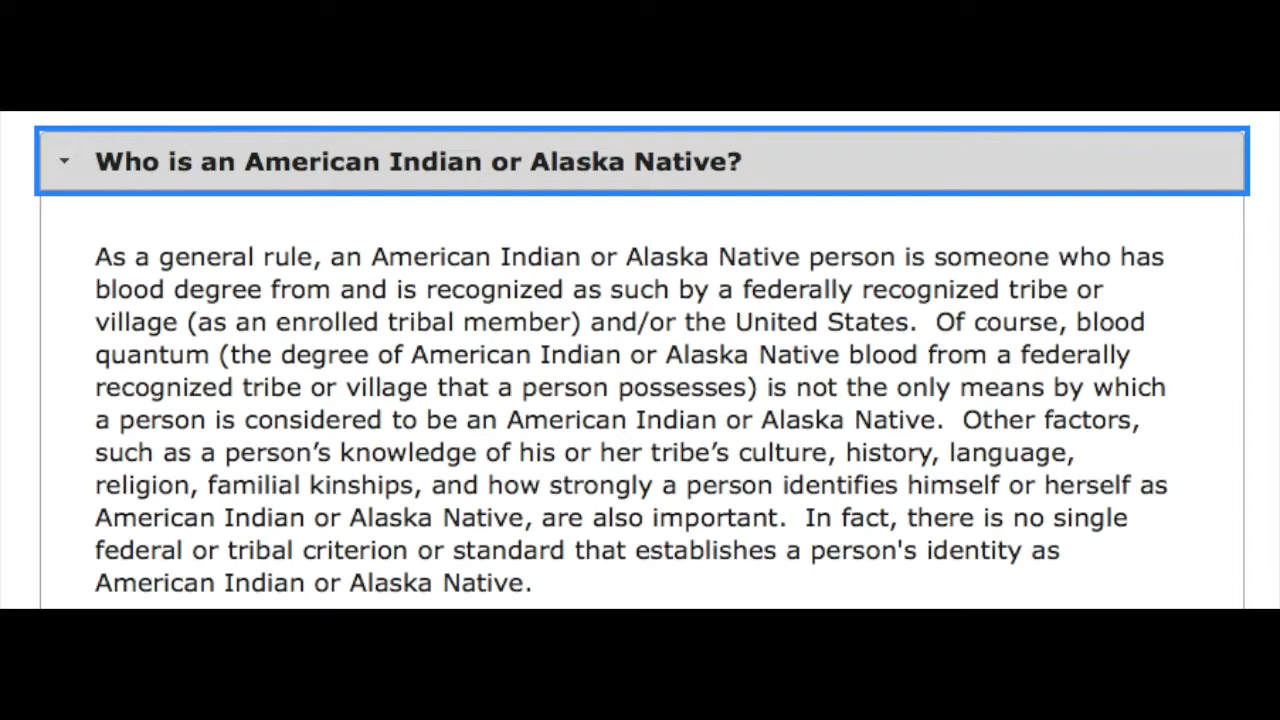 Who is an American Indian or Alaska Native?
As a general rule, an American Indian or Alaska Native person is someone who has
blood degree from and is recognized as such by a federally recognized tribe or
village (as an enrolled tribal member) and/or the United States.  Of course, blood
quantum (the degree of American Indian or Alaska Native blood from a federally
recognized tribe or village that a person possesses) is not the only means by which
a person is considered to be an American Indian or Alaska Native.  Other factors,
such as a person’s knowledge of his or her tribe’s culture, history, language,
religion, familial kinships, and how strongly a person identifies himself or herself as
American Indian or Alaska Native, are also important.  In fact, there is no single
federal or tribal criterion or standard that establishes a person's identity as
American Indian or Alaska Native.